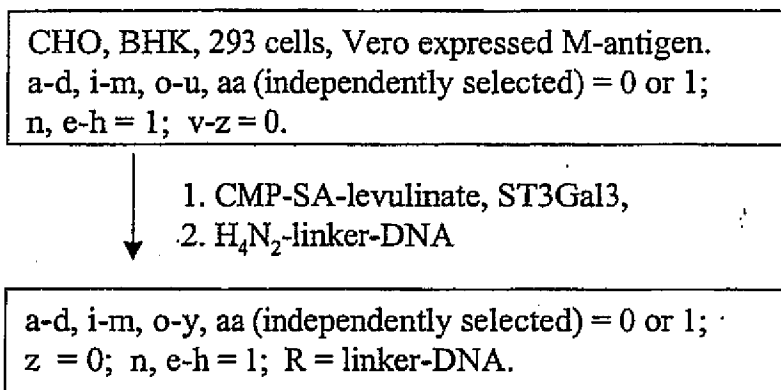 CHO, BHK, 293 cells, Vero expressed M-antigen.
a-d, i-m, o-u, aa (independently selected) = 0 or 1;
n, e-h = 1; v-z = 0.
1. CMP-SA-levulinate, ST3Gal3,
2. H₄N₂-linker-DNA
a-d, i-m, o-y, aa (independently selected) = 0 or 1;
z = 0; n, e-h = 1; R = linker-DNA.